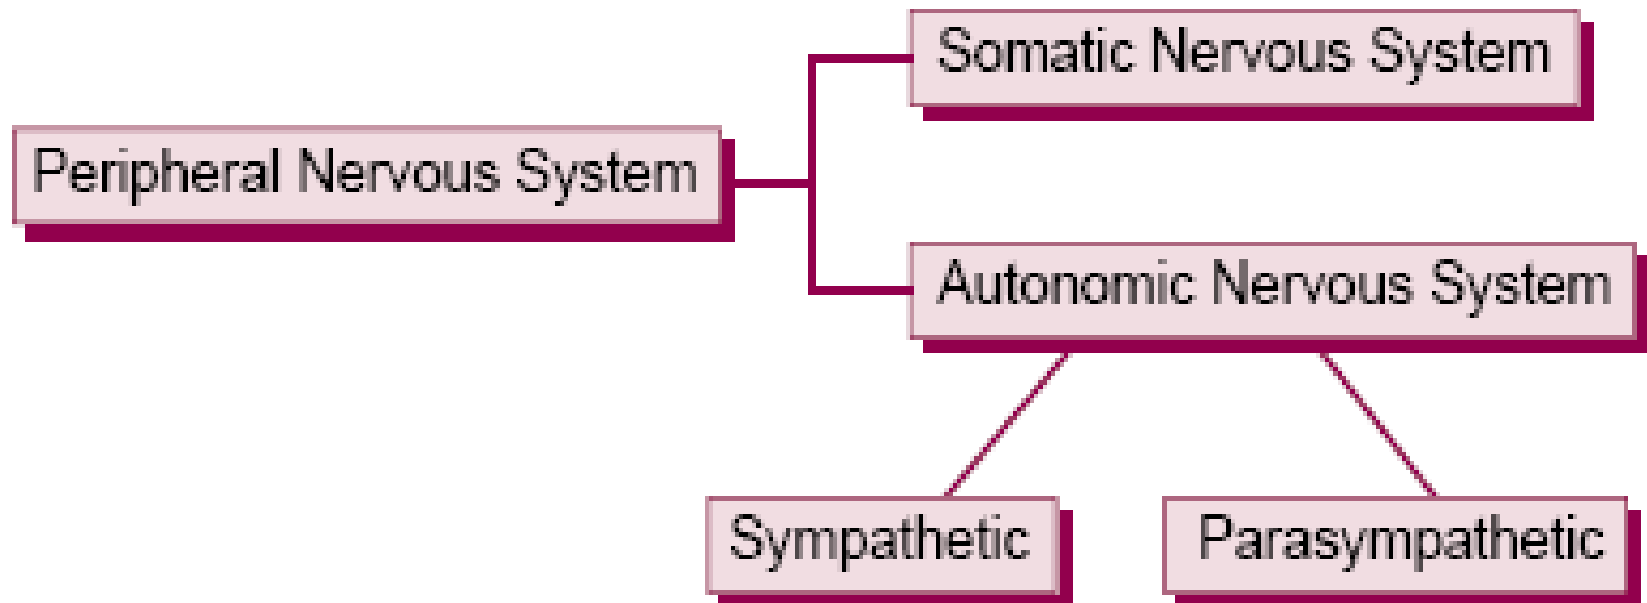 Somatic Nervous System
Peripheral Nervous System
Autonomic Nervous System
Sympathetic
Parasympathetic